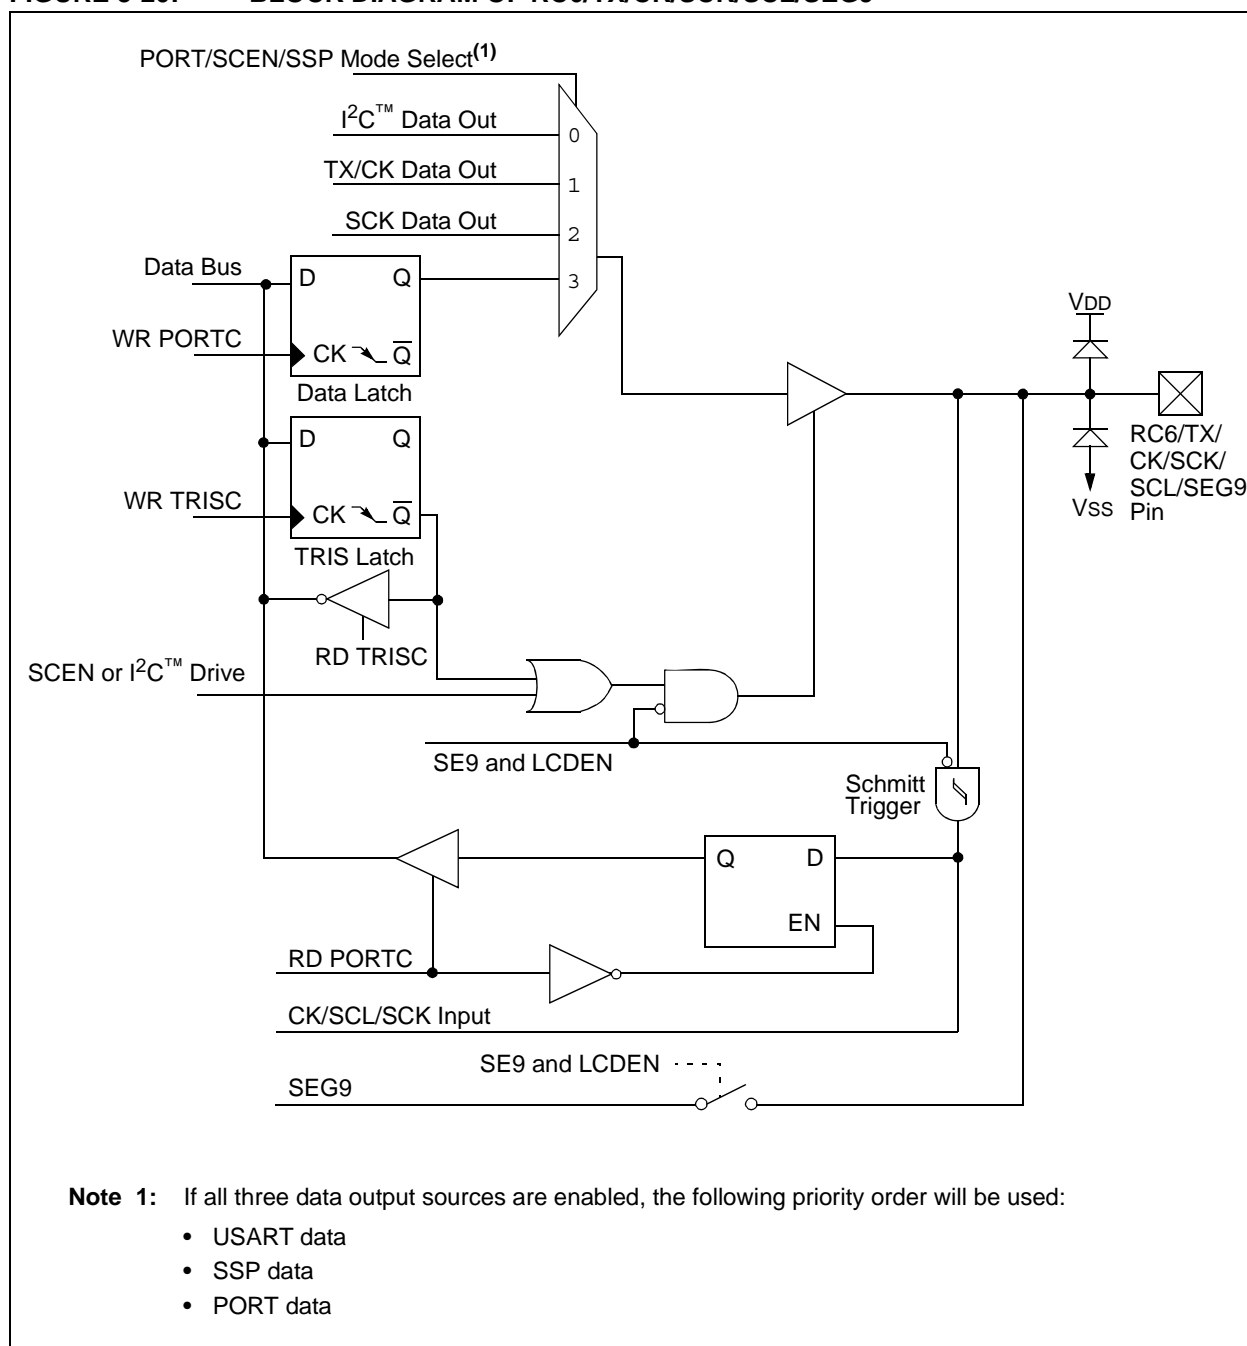 PORT/SCEN/SSP Mode Select(1)
I2C™ Data Out
TX/CK Data Out
SCK Data Out
0
1
2
3
Data Bus
D
Q
WR PORTC
CK
Q
Data Latch
VDD
D
Q
WR TRISC
CK
Q
TRIS Latch
RC6/TX/
CK/SCK/
SCL/SEG9
Pin
VSS
RD TRISC
SCEN or I2C™ Drive
SE9 and LCDEN
Schmitt
Trigger
Q
D
EN
RD PORTC
CK/SCL/SCK Input
SE9 and LCDEN
SEG9
Note 1: If all three data output sources are enabled, the following priority order will be used:
• USART data
• SSP data
• PORT data